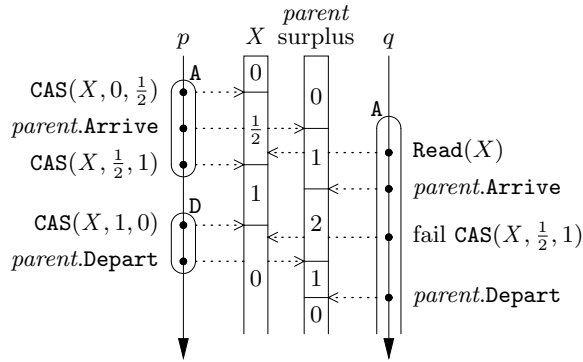 parent
p X surplus q
A
0
CAS(X, 0, 1/2)
0
A
parent.Arrive
1/2
Read(X)
1
CAS(X, 1/2, 1)
parent.Arrive
1
D
CAS(X, 1, 0)
2
fail CAS(X, 1/2, 1)
parent.Depart
0
1
parent.Depart
0